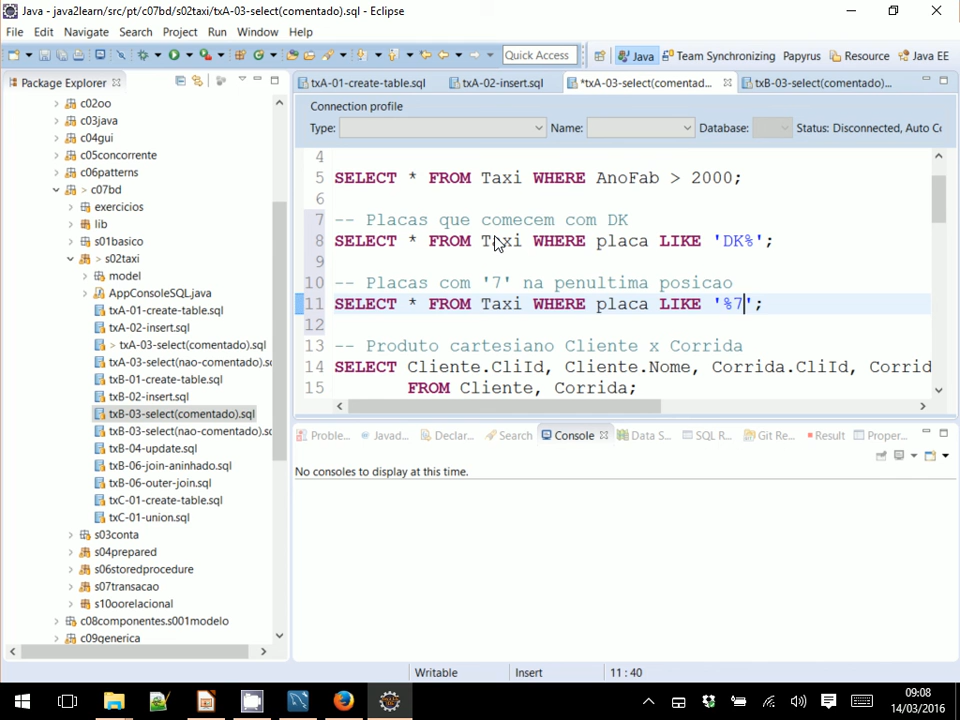 Java - java2learn/src/pt/c07bd/s02taxi/txA-03-select(comentado).sql - Eclipse
File Edit Navigate Search Project Run Window Help
Quick Access Java Team Synchronizing Papyrus Resource Java EE
Package Explorer
txA-01-create-table.sql txA-02-insert.sql *txA-03-select(comentad... txB-03-select(comentado)...
c02oo
c03java
c04gui
c05concorrente
c06patterns
> c07bd
exercicios
lib
s01basico
> s02taxi
model
AppConsoleSQL.java
txA-01-create-table.sql
txA-02-insert.sql
> txA-03-select(comentado).sql
txA-03-select(nao-comentado).sc
txB-01-create-table.sql
txB-02-insert.sql
txB-03-select(comentado).sql
txB-03-select(nao-comentado).sc
txB-04-update.sql
txB-06-join-aninhado.sql
txB-06-outer-join.sql
txC-01-create-table.sql
txC-01-union.sql
s03conta
s04prepared
s06storedprocedure
s07transacao
s10oorelacional
c08componentes.s001modelo
c09generica
Connection profile
Type: Name: Database: Status: Disconnected, Auto Co
4
5 SELECT * FROM Taxi WHERE AnoFab > 2000;
6
7 -- Placas que comecem com DK
8 SELECT * FROM Taxi WHERE placa LIKE 'DK%';
9
10 -- Placas com '7' na penultima posicao
11 SELECT * FROM Taxi WHERE placa LIKE '%7';
12
13 -- Produto cartesiano Cliente x Corrida
14 SELECT Cliente.CliId, Cliente.Nome, Corrida.CliId, Corrid
15 FROM Cliente, Corrida;
Proble... Javad... Declar... Search Console Data S... SQL R... Git Re... Result Proper...
No consoles to display at this time.
Writable Insert 11 : 40
09:08
14/03/2016